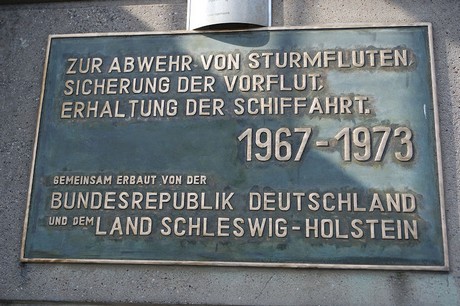 ZUR ABWEHR VON STURMFLUTEN,
SICHERUNG DER VORFLUT,
ERHALTUNG DER SCHIFFAHRT.
1967-1973
GEMEINSAM ERBAUT VON DER
BUNDESREPUBLIK DEUTSCHLAND
UND DEM LAND SCHLESWIG-HOLSTEIN